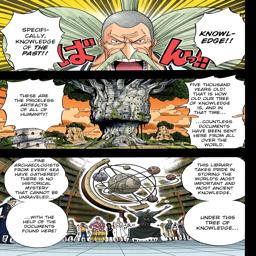 KNOWL-
EDGE!!
SPECIFI-
CALLY,
KNOWLEDGE
OF THE
PAST!!
ばんっ!!
FIVE THOUSAND
YEARS OLD!
THAT IS HOW
OLD OUR TREE
OF KNOWLEDGE
IS, AND IN
THAT TIME...
...COUNTLESS
DOCUMENTS HAVE
BEEN SENT HERE
FROM ALL
OVER THE
WORLD.
THESE ARE
THE PRICELESS
ARTIFACTS
OF ALL OF
HUMANITY!
THIS LIBRARY
TAKES PRIDE IN
STORING THE
WORLD'S MOST
IMPORTANT AND
MOST ANCIENT
KNOWLEDGE.
UNDER THIS
TREE OF
KNOWLEDGE...
...FINE
ARCHAEOLOGISTS
FROM EVERY SEA
HAVE GATHERED!
THERE IS NO
HISTORICAL
MYSTERY
THAT CANNOT
BE UNRAVELED...
...WITH THE
HELP OF THE
DOCUMENTS
FOUND HERE!